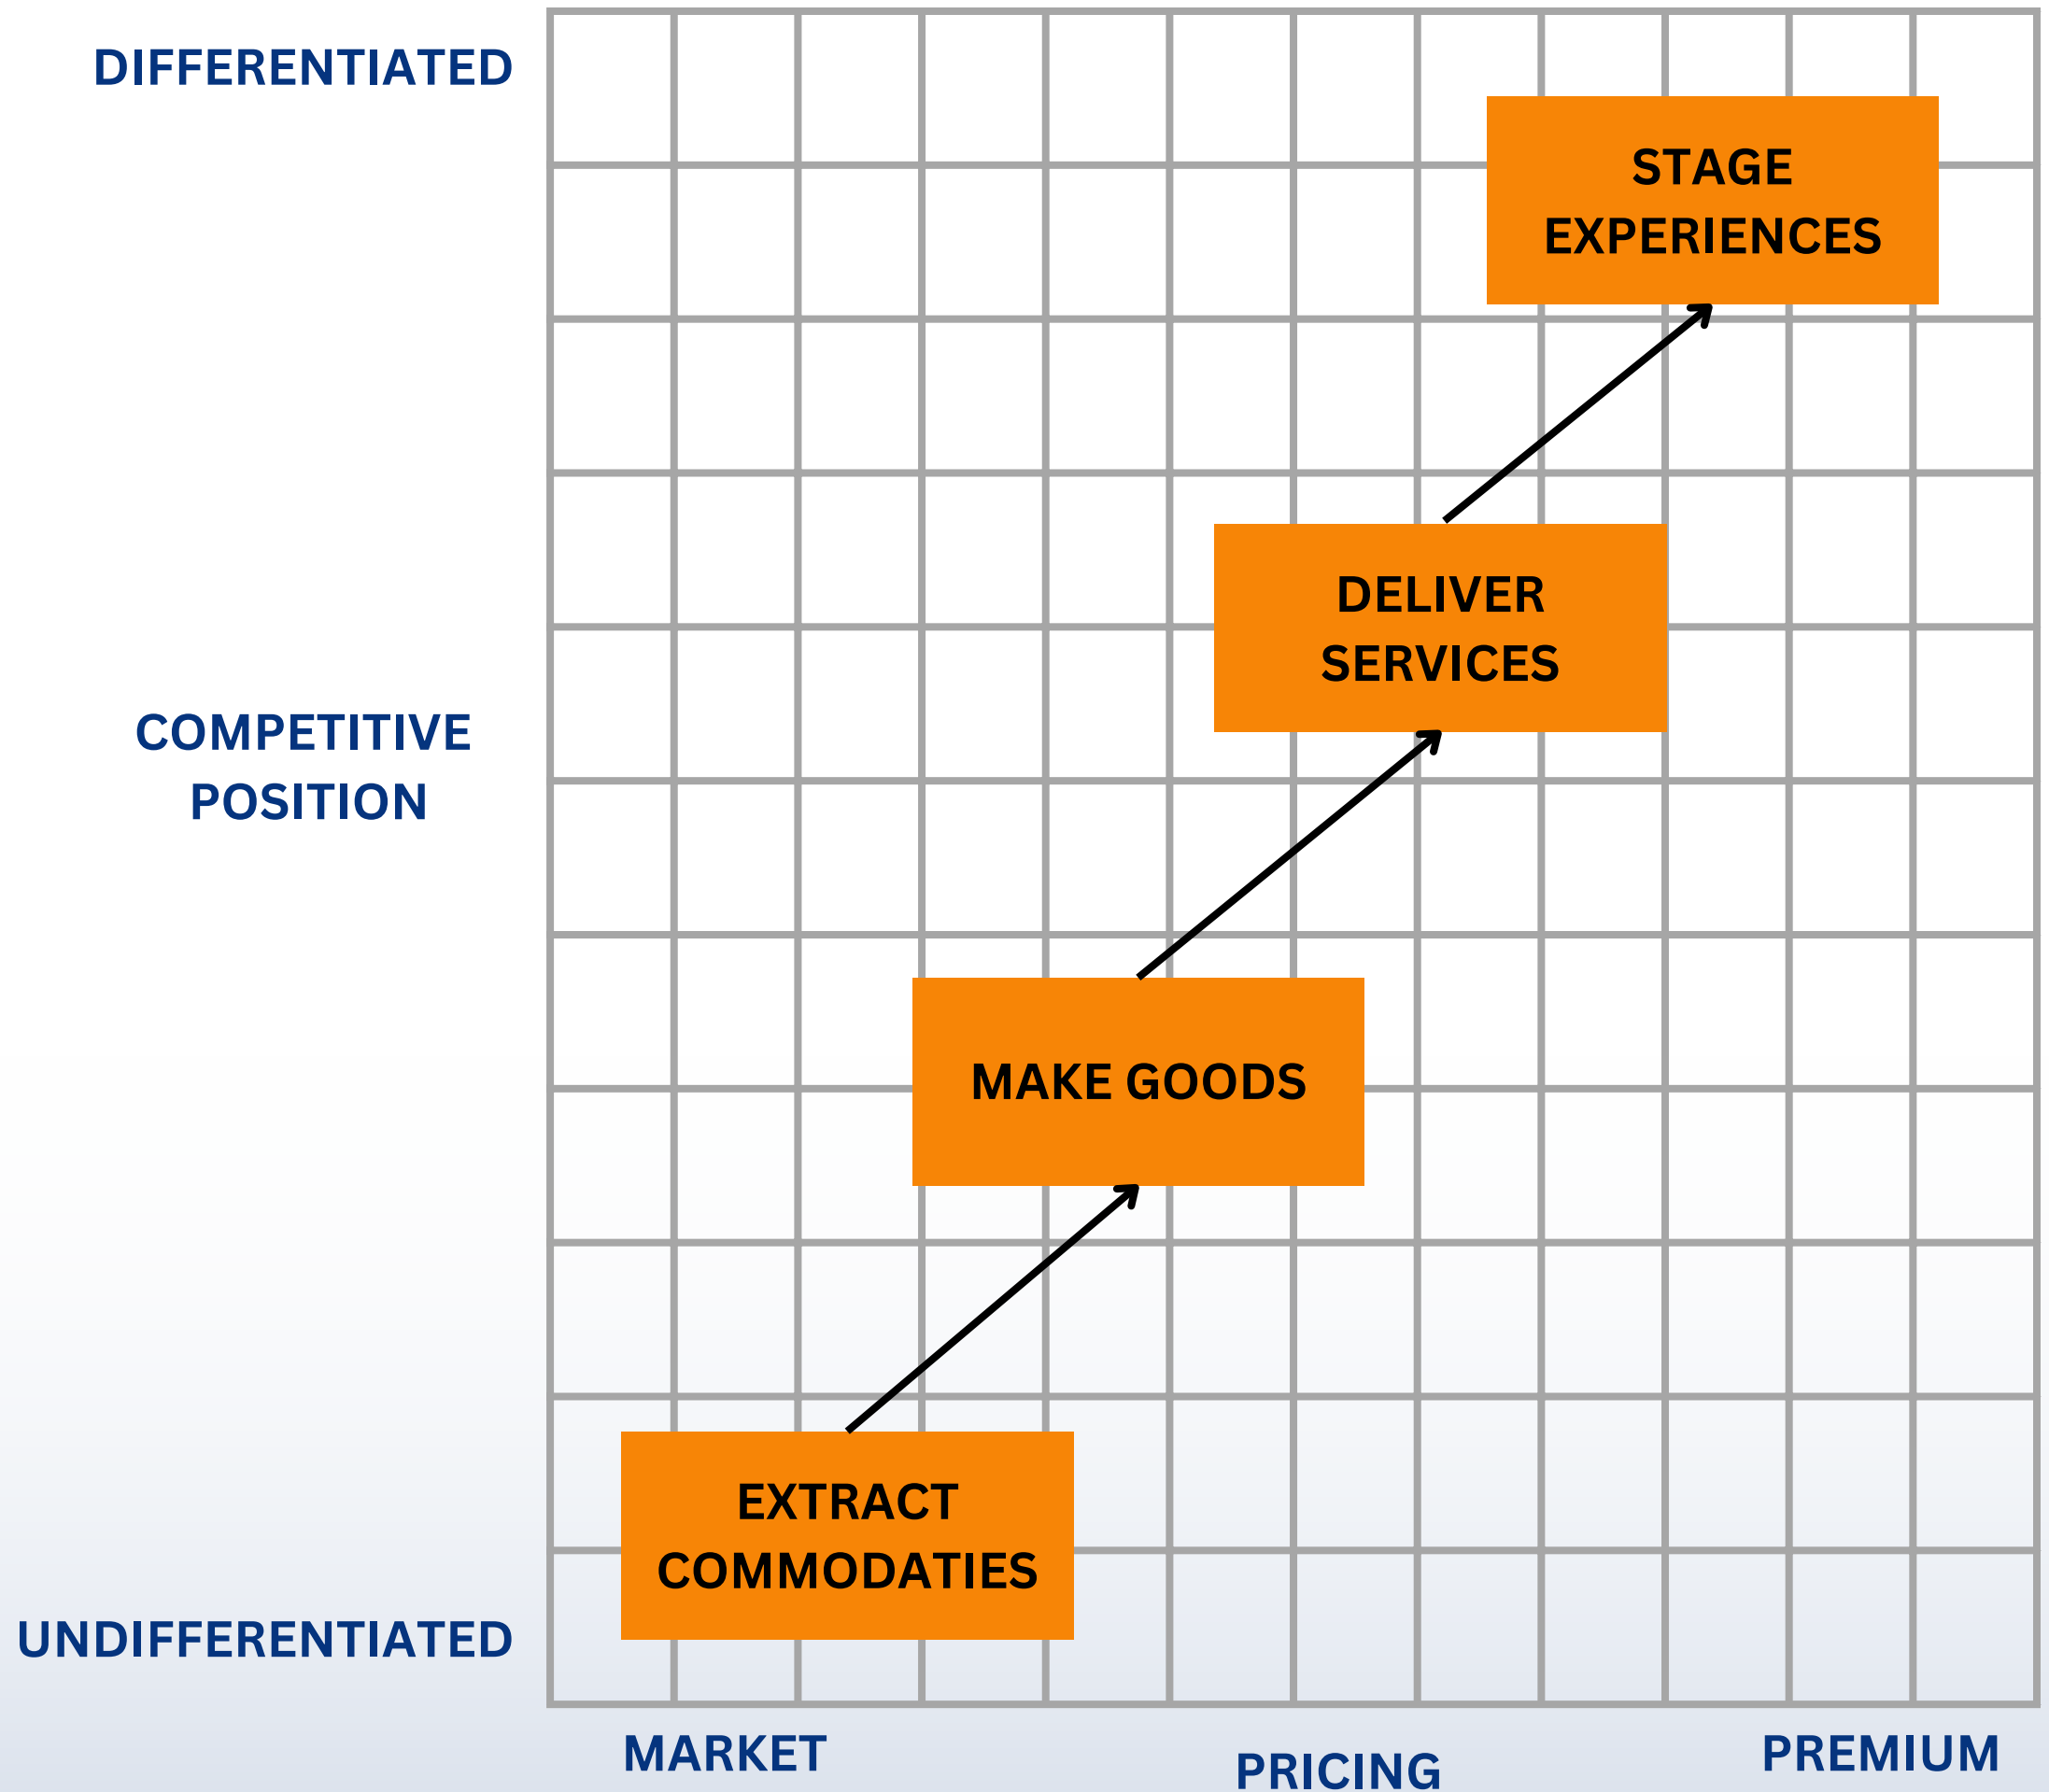 DIFFERENTIATED
STAGE
EXPERIENCES
DELIVER
SERVICES
COMPETITIVE
POSITION
MAKE GOODS
EXTRACT
COMMODATIES
UNDIFFERENTIATED
MARKET
PRICING
PREMIUM